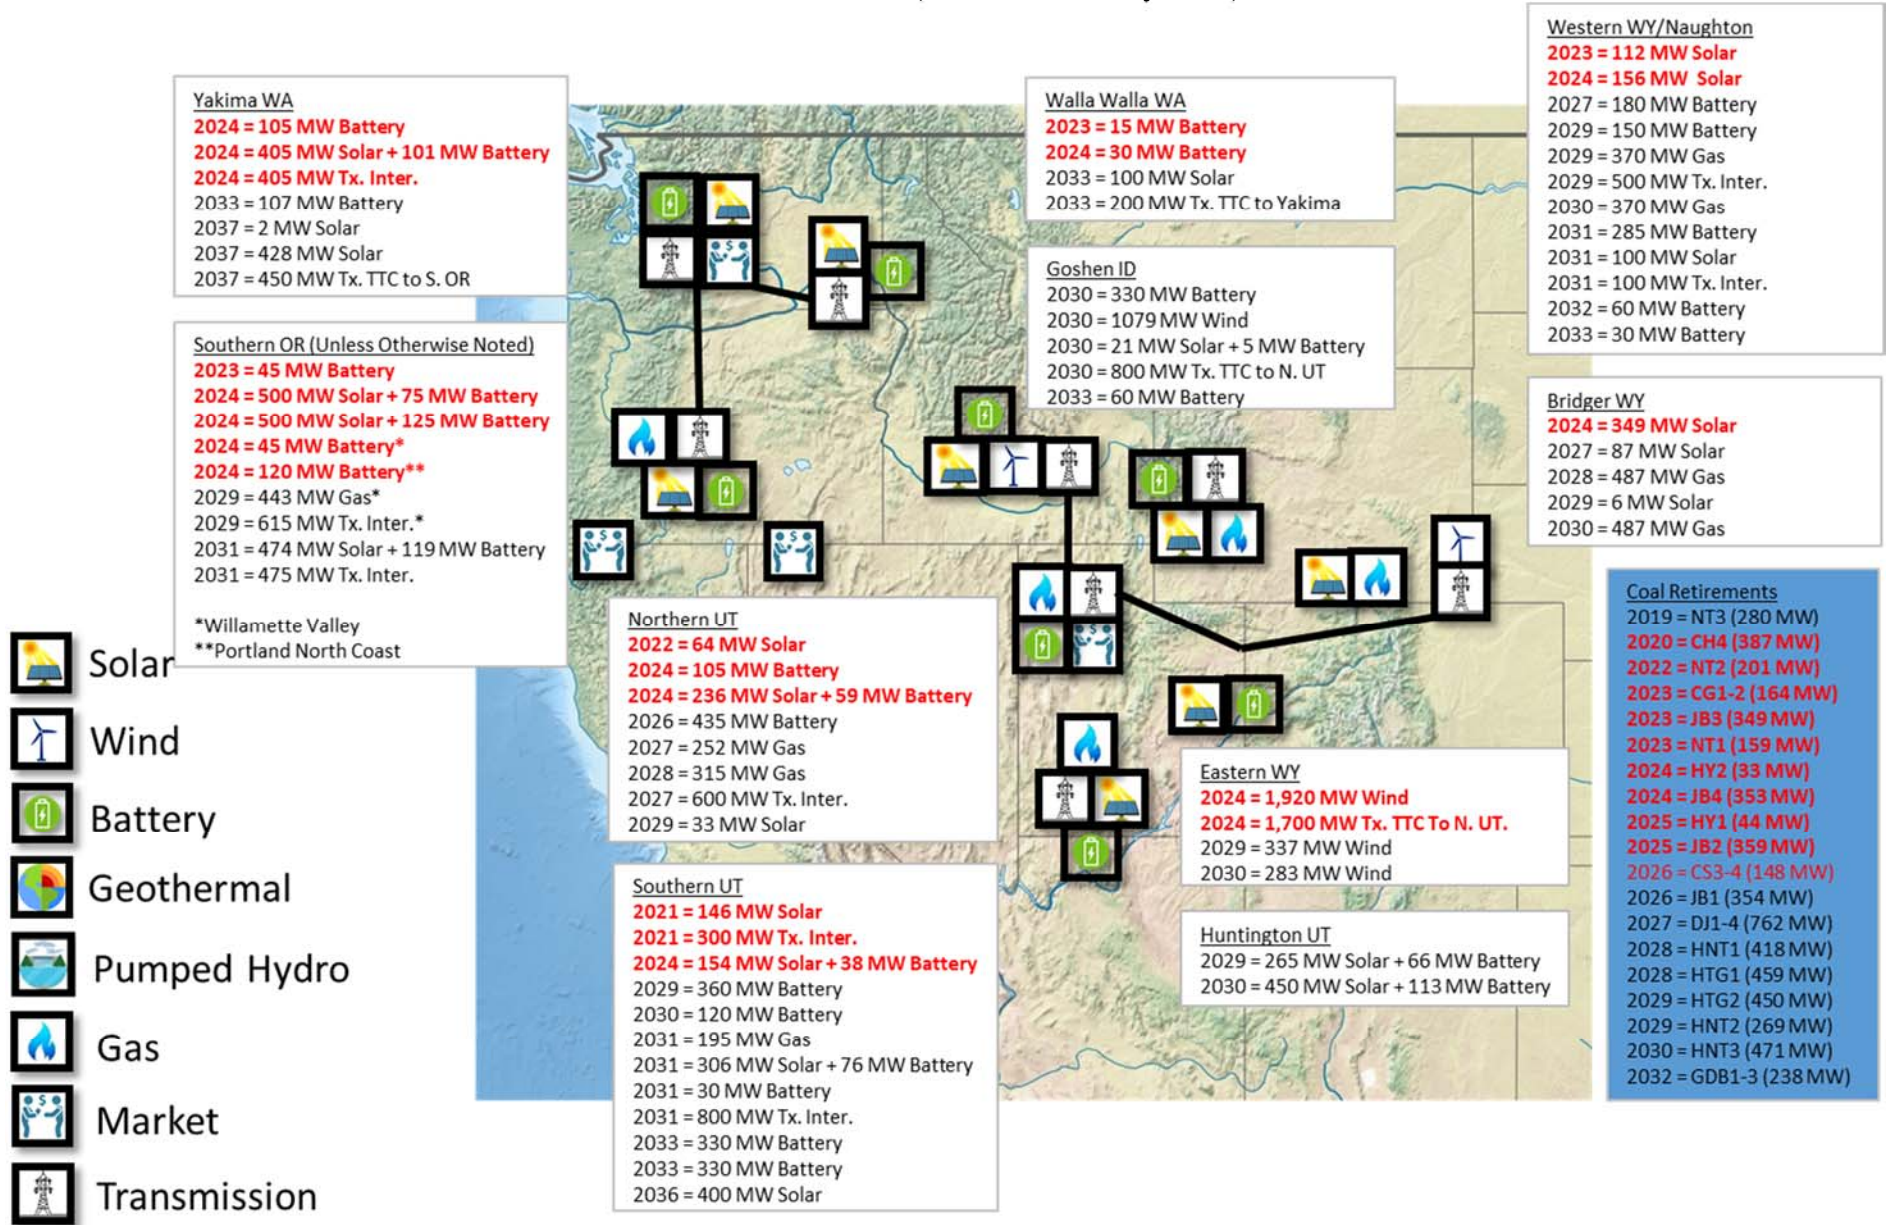 Yakima WA
2024 = 105 MW Battery
2024 = 405 MW Solar + 101 MW Battery
2024 = 405 MW Tx. Inter.
2033 = 107 MW Battery
2037 = 2 MW Solar
2037 = 428 MW Solar
2037 = 450 MW Tx. TTC to S. OR
Southern OR (Unless Otherwise Noted)
2023 = 45 MW Battery
2024 = 500 MW Solar + 75 MW Battery
2024 = 500 MW Solar + 125 MW Battery
2024 = 45 MW Battery*
2024 = 120 MW Battery**
2029 = 443 MW Gas*
2029 = 615 MW Tx. Inter.*
2031 = 474 MW Solar + 119 MW Battery
2031 = 475 MW Tx. Inter.
*Willamette Valley
**Portland North Coast
Walla Walla WA
2023 = 15 MW Battery
2024 = 30 MW Battery
2033 = 100 MW Solar
2033 = 200 MW Tx. TTC to Yakima
Goshen ID
2030 = 330 MW Battery
2030 = 1079 MW Wind
2030 = 21 MW Solar + 5 MW Battery
2030 = 800 MW Tx. TTC to N. UT
2033 = 60 MW Battery
Western WY/Naughton
2023 = 112 MW Solar
2024 = 156 MW Solar
2027 = 180 MW Battery
2029 = 150 MW Battery
2029 = 370 MW Gas
2029 = 500 MW Tx. Inter.
2030 = 370 MW Gas
2031 = 285 MW Battery
2031 = 100 MW Solar
2031 = 100 MW Tx. Inter.
2032 = 60 MW Battery
2033 = 30 MW Battery
Bridger WY
2024 = 349 MW Solar
2027 = 87 MW Solar
2028 = 487 MW Gas
2029 = 6 MW Solar
2030 = 487 MW Gas
Northern UT
2022 = 64 MW Solar
2024 = 105 MW Battery
2024 = 236 MW Solar + 59 MW Battery
2026 = 435 MW Battery
2027 = 252 MW Gas
2028 = 315 MW Gas
2027 = 600 MW Tx. Inter.
2029 = 33 MW Solar
Southern UT
2021 = 146 MW Solar
2021 = 300 MW Tx. Inter.
2024 = 154 MW Solar + 38 MW Battery
2029 = 360 MW Battery
2030 = 120 MW Battery
2031 = 195 MW Gas
2031 = 306 MW Solar + 76 MW Battery
2031 = 30 MW Battery
2031 = 800 MW Tx. Inter.
2033 = 330 MW Battery
2033 = 330 MW Battery
2036 = 400 MW Solar
Eastern WY
2024 = 1,920 MW Wind
2024 = 1,700 MW Tx. TTC To N. UT.
2029 = 337 MW Wind
2030 = 283 MW Wind
Huntington UT
2029 = 265 MW Solar + 66 MW Battery
2030 = 450 MW Solar + 113 MW Battery
Coal Retirements
2019 = NT3 (280 MW)
2020 = CH4 (387 MW)
2022 = NT2 (201 MW)
2023 = CG1-2 (164 MW)
2023 = JB3 (349 MW)
2023 = NT1 (159 MW)
2024 = HY2 (33 MW)
2024 = JB4 (353 MW)
2025 = HY1 (44 MW)
2025 = JB2 (359 MW)
2026 = CS3-4 (148 MW)
2026 = JB1 (354 MW)
2027 = DJ1-4 (762 MW)
2028 = HNT1 (418 MW)
2028 = HTG1 (459 MW)
2029 = HTG2 (450 MW)
2029 = HNT2 (269 MW)
2030 = HNT3 (471 MW)
2032 = GDB1-3 (238 MW)
Solar
Wind
Battery
Geothermal
Pumped Hydro
Gas
Market
Transmission